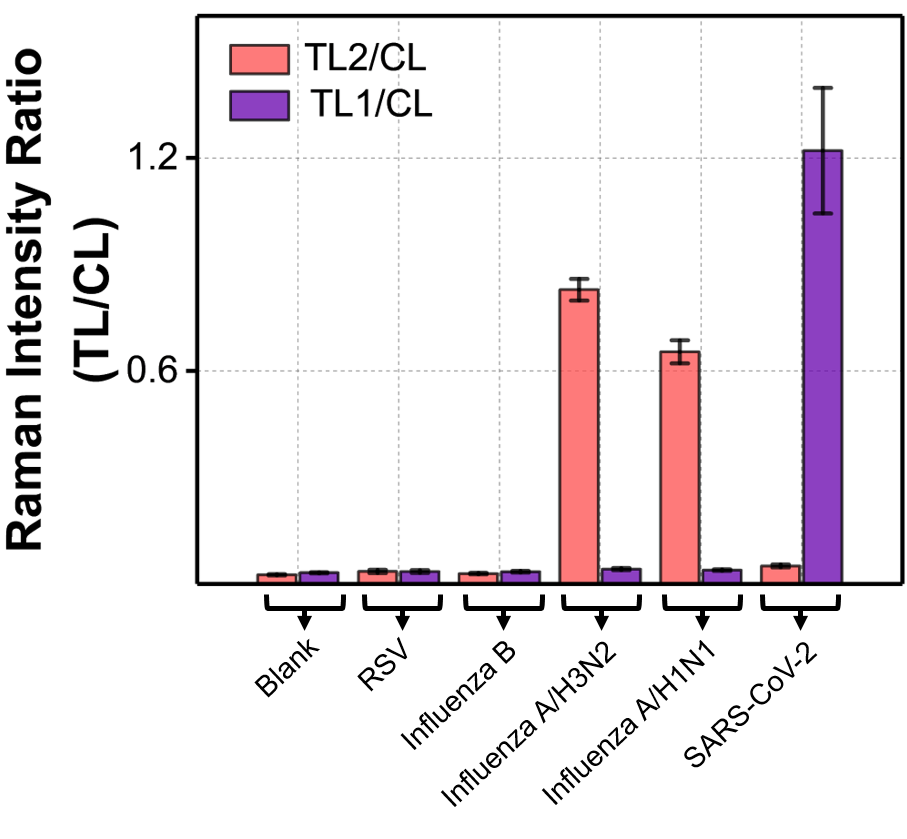 Raman Intensity Ratio
(TL/CL)
TL2/CL
TL1/CL
1.2
0.6
Blank
RSV
Influenza B
Influenza A/H3N2
Influenza A/H1N1
SARS-CoV-2